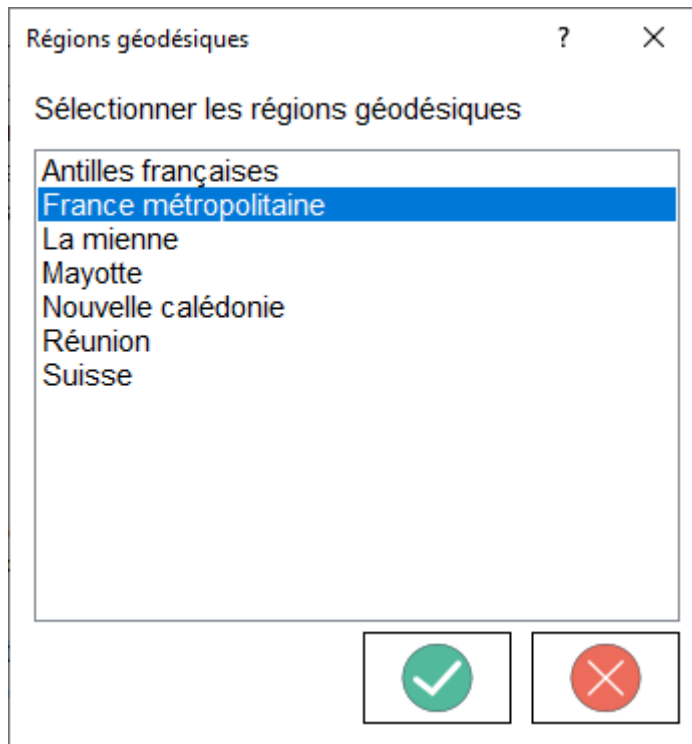 Régions géodésiques ?
Sélectionner les régions géodésiques
Antilles françaises
France métropolitaine
La mienne
Mayotte
Nouvelle calédonie
Réunion
Suisse